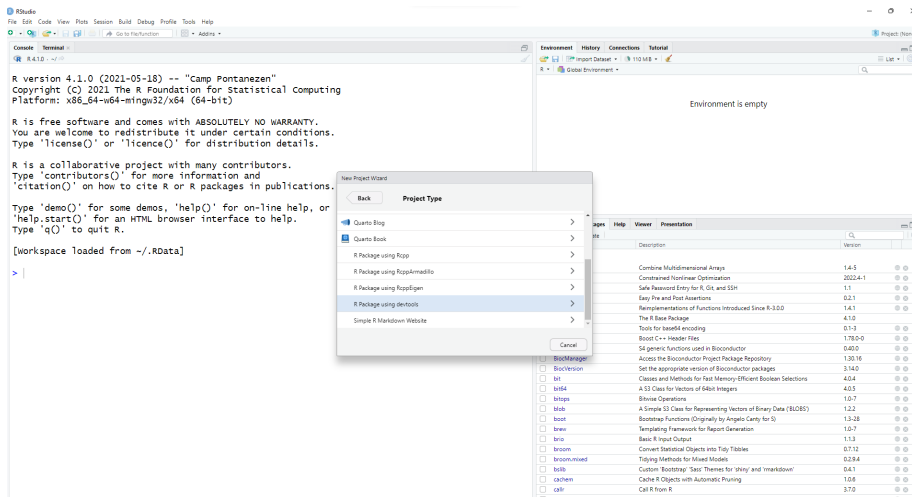 RStudio
File Edit Code View Plots Session Build Debug Profile Tools Help
Go to file/function Addins Project: (Non
Console Terminal
R 4.1.0 · ~/
R version 4.1.0 (2021-05-18) -- "Camp Pontanezen"
Copyright (C) 2021 The R Foundation for Statistical Computing
Platform: x86_64-w64-mingw32/x64 (64-bit)
R is free software and comes with ABSOLUTELY NO WARRANTY.
You are welcome to redistribute it under certain conditions.
Type 'license()' or 'licence()' for distribution details.
R is a collaborative project with many contributors.
Type 'contributors()' for more information and
'citation()' on how to cite R or R packages in publications.
Type 'demo()' for some demos, 'help()' for on-line help, or
'help.start()' for an HTML browser interface to help.
Type 'q()' to quit R.
[Workspace loaded from ~/.RData]
>
New Project Wizard
Back Project Type
Quarto Blog
Quarto Book
R Package using Rcpp
R Package using RcppArmadillo
R Package using RcppEigen
R Package using devtools
Simple R Markdown Website
Cancel
Environment History Connections Tutorial
Import Dataset 110 MiB List
R Global Environment
Environment is empty
ages Help Viewer Presentation
Description Version
Combine Multidimensional Arrays 1.4-5
Constrained Nonlinear Optimization 2022.4-1
Safe Password Entry for R, Git, and SSH 1.1
Easy Pre and Post Assertions 0.2.1
Reimplementations of Functions Introduced Since R-3.0.0 1.4.1
The R Base Package 4.1.0
Tools for base64 encoding 0.1-3
Boost C++ Header Files 1.78.0-0
S4 generic functions used in Bioconductor 0.40.0
BiocManager Access the Bioconductor Project Package Repository 1.30.16
BiocVersion Set the appropriate version of Bioconductor packages 3.14.0
bit Classes and Methods for Fast Memory-Efficient Boolean Selections 4.0.4
bit64 A S3 Class for Vectors of 64bit Integers 4.0.5
bitops Bitwise Operations 1.0-7
blob A Simple S3 Class for Representing Vectors of Binary Data ('BLOBS') 1.2.2
boot Bootstrap Functions (Originally by Angelo Canty for S) 1.3-28
brew Templating Framework for Report Generation 1.0-7
brio Basic R Input Output 1.1.3
broom Convert Statistical Objects into Tidy Tibbles 0.7.12
broom.mixed Tidying Methods for Mixed Models 0.2.9.4
bslib Custom 'Bootstrap' 'Sass' Themes for 'shiny' and 'rmarkdown' 0.4.1
cachem Cache R Objects with Automatic Pruning 1.0.6
callr Call R from R 3.7.0